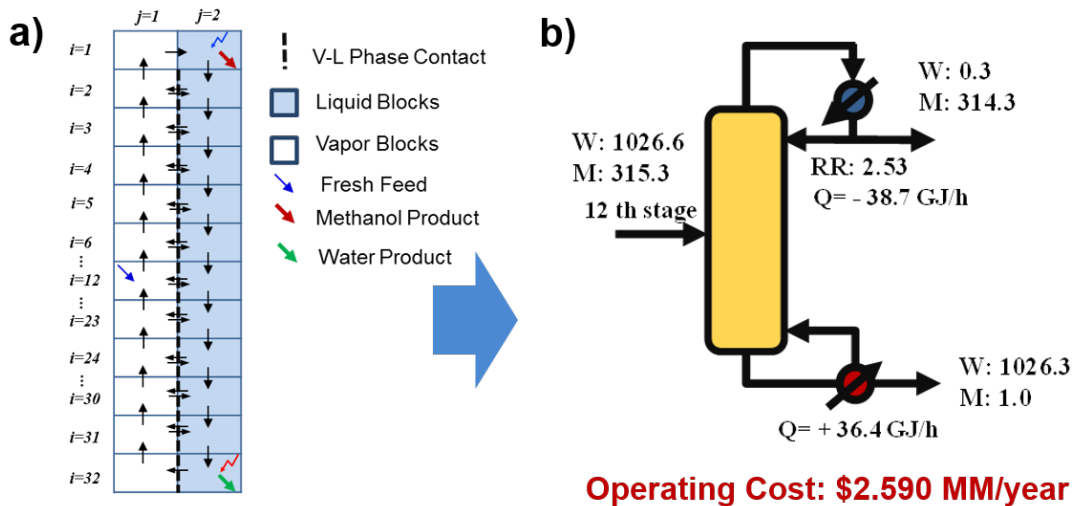 a)
j=1 j=2
i=1
i=2
i=3
i=4
i=5
i=6
⋮
i=12
⋮
i=23
i=24
⋮
i=30
i=31
i=32
V-L Phase Contact
Liquid Blocks
Vapor Blocks
Fresh Feed
Methanol Product
Water Product
b)
W: 0.3
M: 314.3
W: 1026.6
M: 315.3
12 th stage
RR: 2.53
Q= - 38.7 GJ/h
W: 1026.3
M: 1.0
Q= + 36.4 GJ/h
Operating Cost: $2.590 MM/year